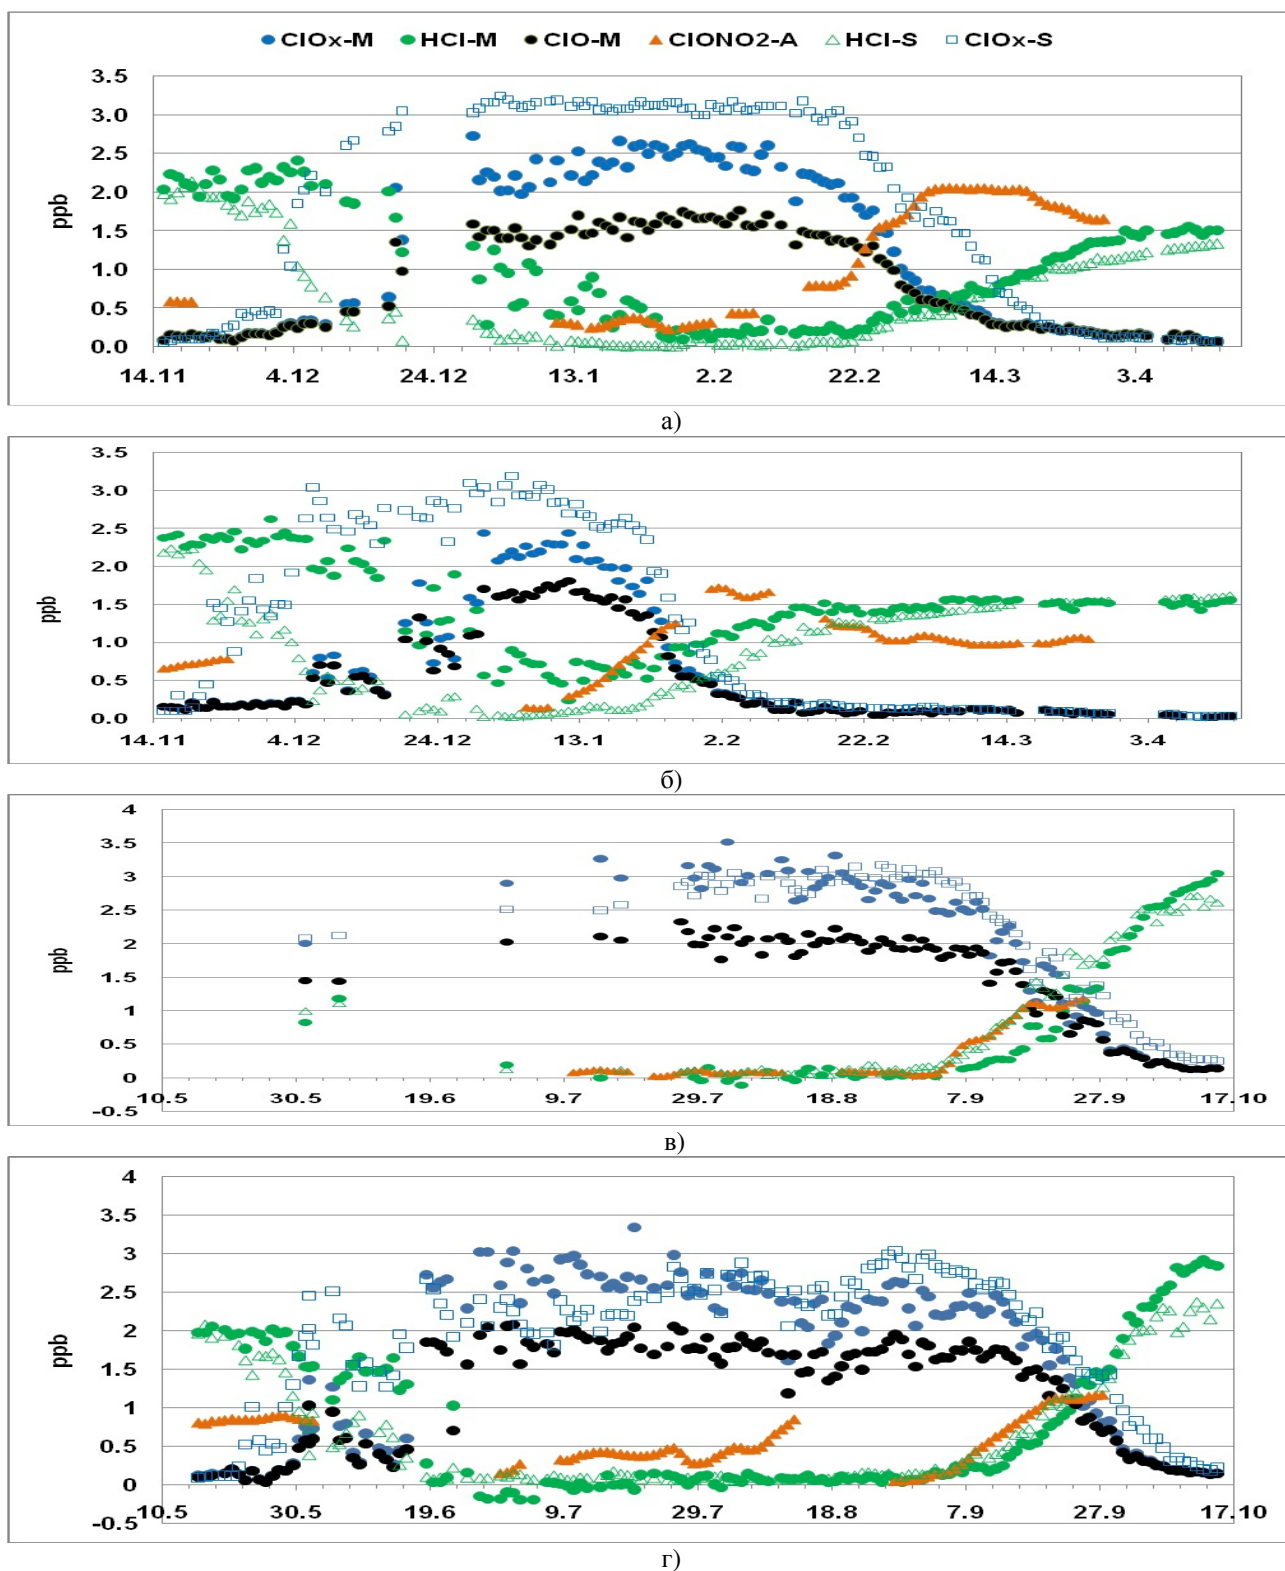 ClOx-M HCl-M ClO-M ClONO2-A HCl-S ClOx-S
3.5
3.0
2.5
2.0
1.5
1.0
0.5
0.0
ppb
14.11 4.12 24.12 13.1 2.2 22.2 14.3 3.4
а)
3.5
3.0
2.5
2.0
1.5
1.0
0.5
0.0
ppb
14.11 4.12 24.12 13.1 2.2 22.2 14.3 3.4
б)
4
3.5
3
2.5
2
1.5
1
0.5
0
-0.5
ppb
10.5 30.5 19.6 9.7 29.7 18.8 7.9 27.9 17.10
в)
4
3.5
3
2.5
2
1.5
1
0.5
0
-0.5
ppb
10.5 30.5 19.6 9.7 29.7 18.8 7.9 27.9 17.10
г)